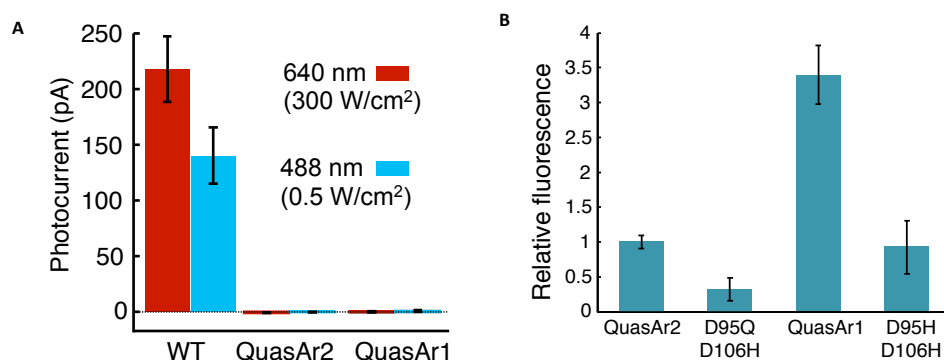 A
250
200
150
100
50
0
Photocurrent (pA)
640 nm
(300 W/cm²)
488 nm
(0.5 W/cm²)
WT QuasAr2 QuasAr1
B
4
3.5
3
2.5
2
1.5
1
0.5
0
Relative fluorescence
QuasAr2 D95Q QuasAr1 D95H
D106H D106H